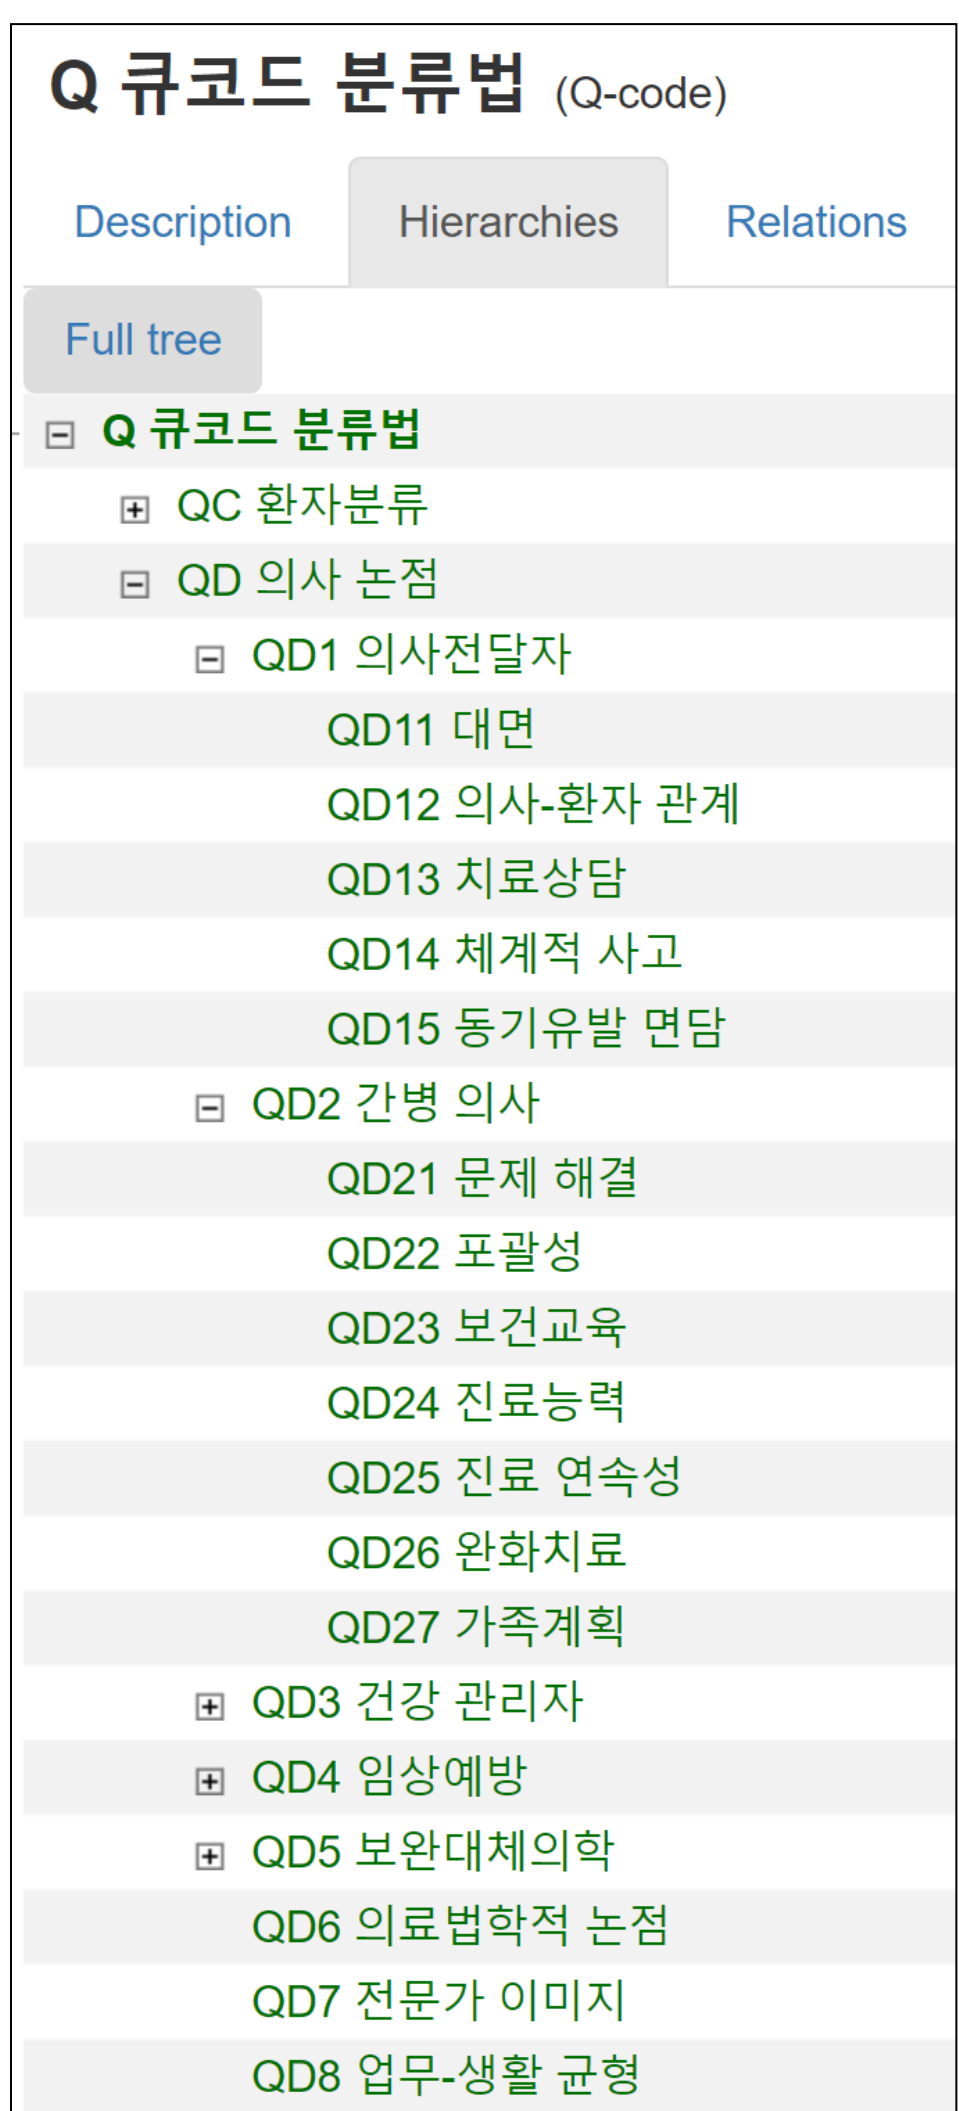 Q 큐코드 분류법 (Q-code)
Description Hierarchies Relations
Full tree
Q 큐코드 분류법
QC 환자분류
QD 의사 논점
QD1 의사전달자
QD11 대면
QD12 의사-환자 관계
QD13 치료상담
QD14 체계적 사고
QD15 동기유발 면담
QD2 간병 의사
QD21 문제 해결
QD22 포괄성
QD23 보건교육
QD24 진료능력
QD25 진료 연속성
QD26 완화치료
QD27 가족계획
QD3 건강 관리자
QD4 임상예방
QD5 보완대체의학
QD6 의료법학적 논점
QD7 전문가 이미지
QD8 업무-생활 균형